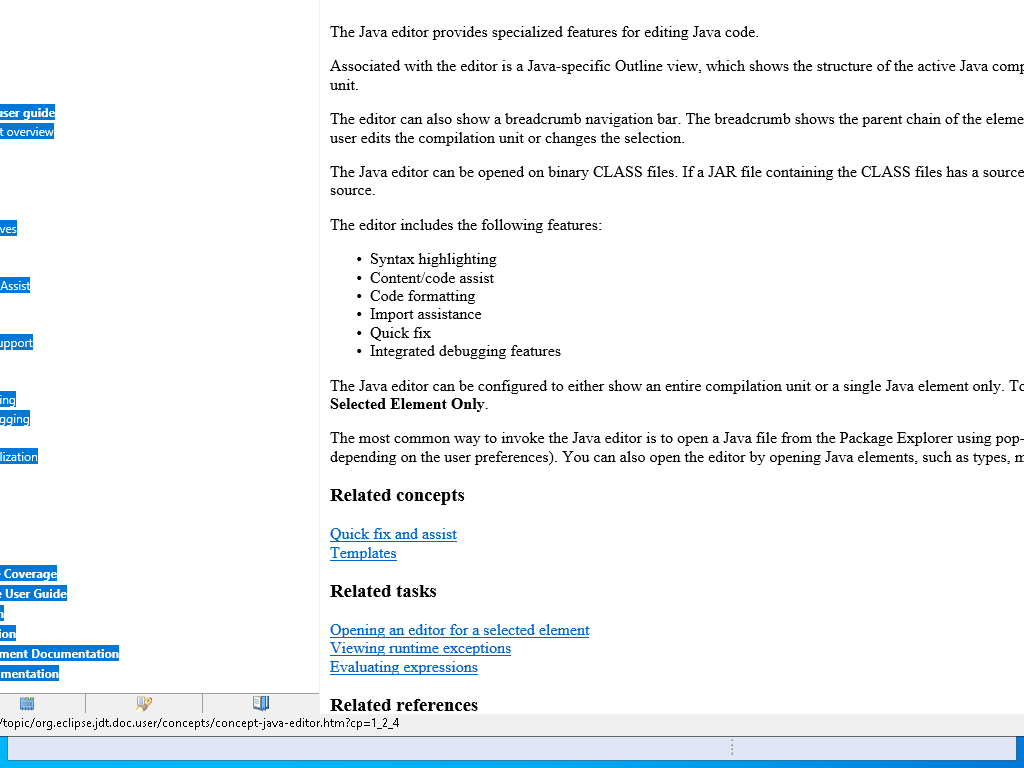 user guide
t overview
ves
Assist
upport
ing
gging
lization
Coverage
e User Guide
n
ion
ment Documentation
mentation
The Java editor provides specialized features for editing Java code.
Associated with the editor is a Java-specific Outline view, which shows the structure of the active Java comp
unit.
The editor can also show a breadcrumb navigation bar. The breadcrumb shows the parent chain of the eleme
user edits the compilation unit or changes the selection.
The Java editor can be opened on binary CLASS files. If a JAR file containing the CLASS files has a source
source.
The editor includes the following features:
• Syntax highlighting
• Content/code assist
• Code formatting
• Import assistance
• Quick fix
• Integrated debugging features
The Java editor can be configured to either show an entire compilation unit or a single Java element only. To
Selected Element Only.
The most common way to invoke the Java editor is to open a Java file from the Package Explorer using pop-
depending on the user preferences). You can also open the editor by opening Java elements, such as types, m
Related concepts
Quick fix and assist
Templates
Related tasks
Opening an editor for a selected element
Viewing runtime exceptions
Evaluating expressions
Related references
/topic/org.eclipse.jdt.doc.user/concepts/concept-java-editor.htm?cp=1_2_4